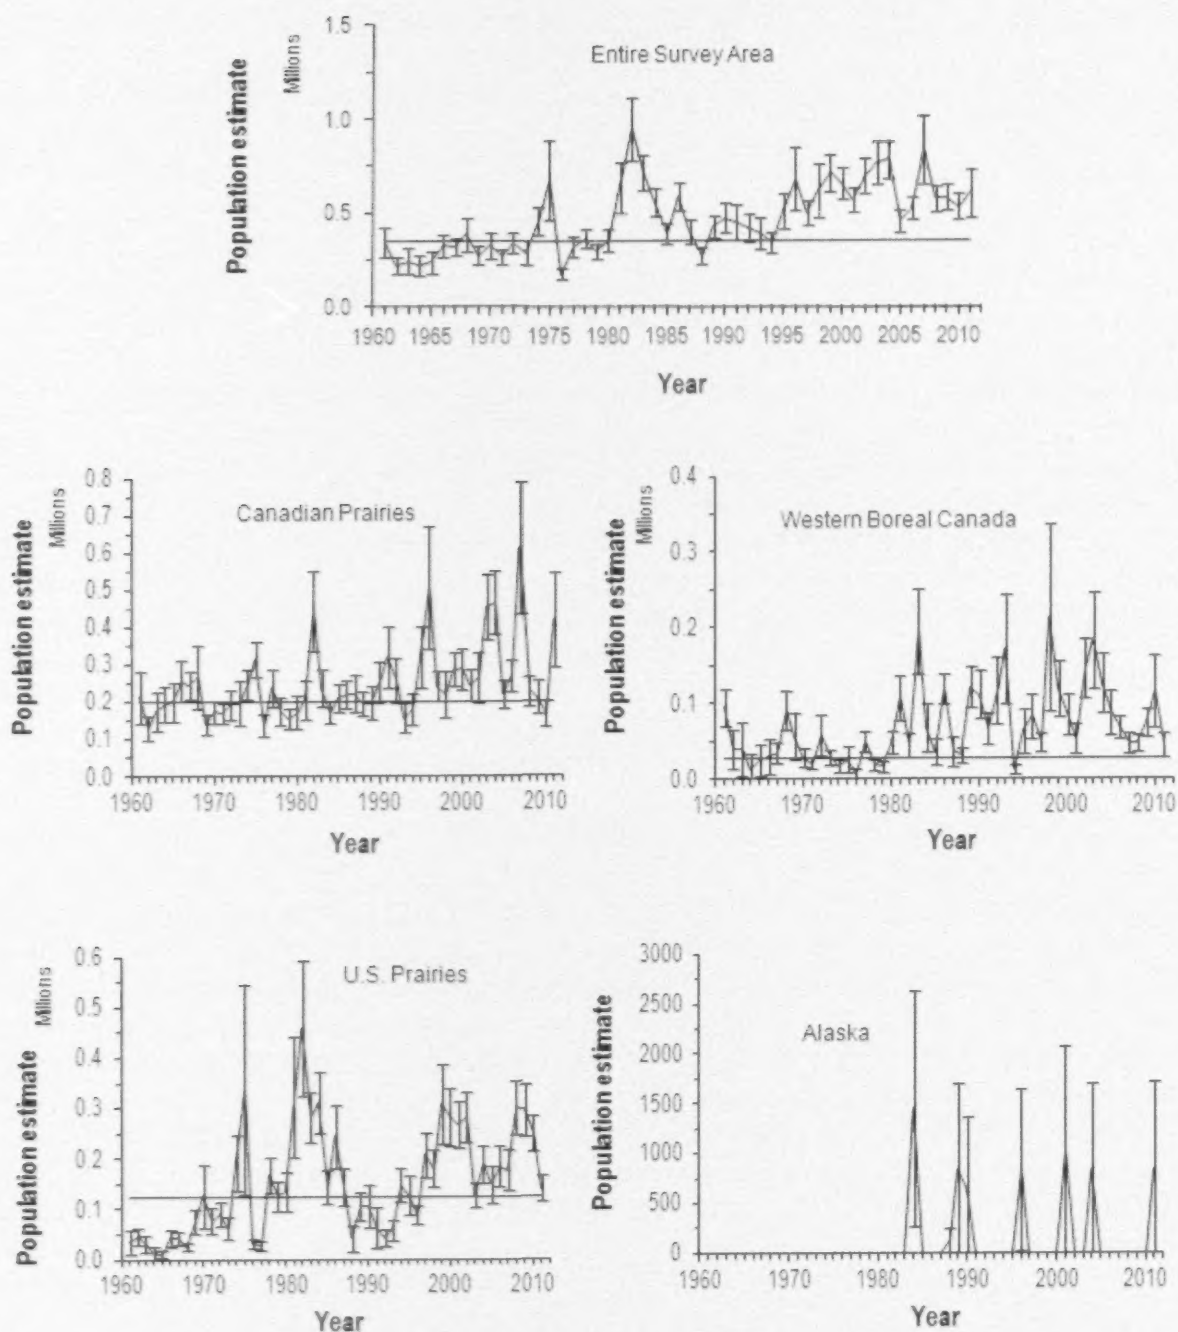 Entire Survey Area
Population estimate
Millions
1.5
1.0
0.5
0.0
1960 1965 1970 1975 1980 1985 1990 1995 2000 2005 2010
Year
Canadian Prairies
Population estimate
Millions
0.8
0.7
0.6
0.5
0.4
0.3
0.2
0.1
0.0
1960 1970 1980 1990 2000 2010
Year
Western Boreal Canada
Population estimate
Millions
0.4
0.3
0.2
0.1
0.0
1960 1970 1980 1990 2000 2010
Year
U.S. Prairies
Population estimate
Millions
0.6
0.5
0.4
0.3
0.2
0.1
0.0
1960 1970 1980 1990 2000 2010
Year
Alaska
Population estimate
3000
2500
2000
1500
1000
500
0
1960 1970 1980 1990 2000 2010
Year